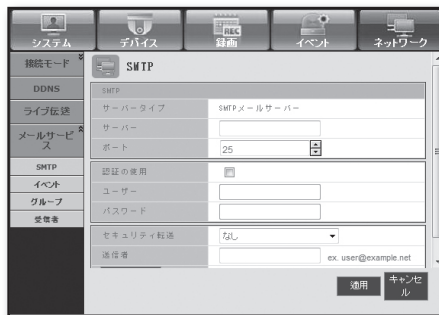 システム デバイス 録画 イベント ネットワーク
REC
接続モード
DDNS
ライブ伝送
メールサービ
ス
SMTP
イベント
グループ
受信者
SMTP
SMTP
サーバータイプ SMTPメールサーバー
サーバー
ポート 25
認証の使用
ユーザー
パスワード
セキュリティ転送 なし
送信者 ex. user@example.net
適用
キャンセ
ル